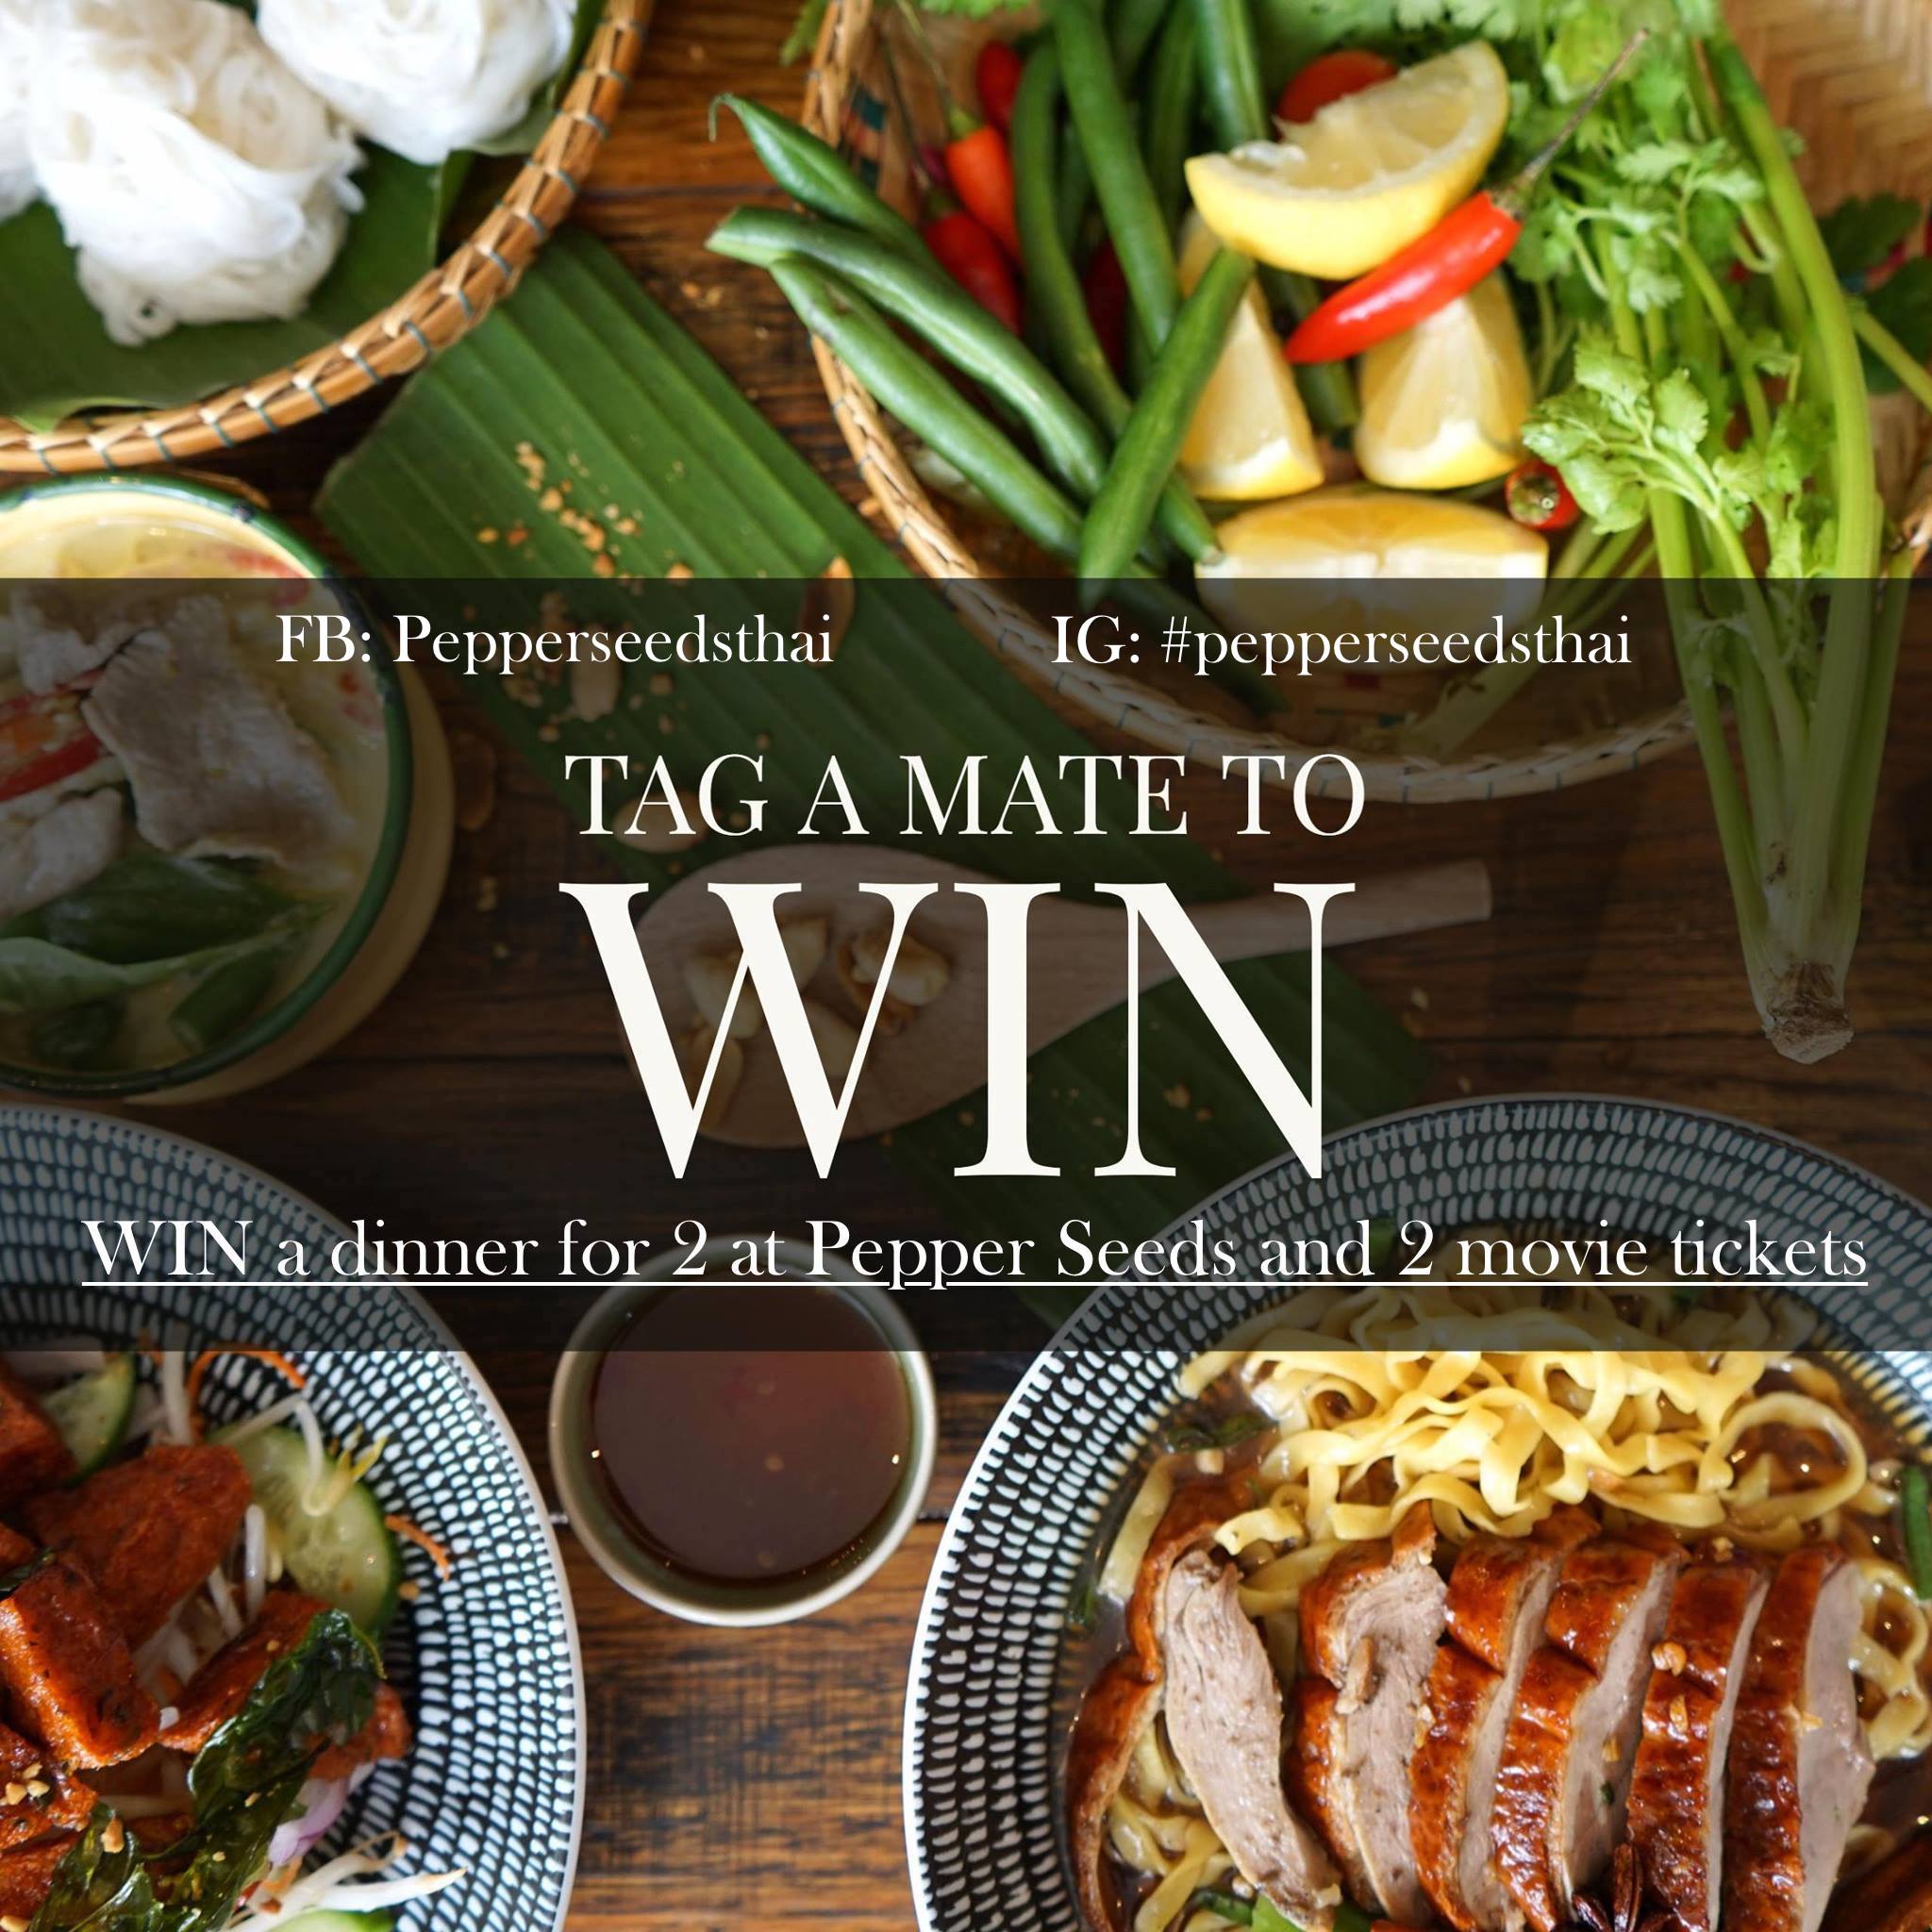 FB: Pepperseedsthai IG: #pepperseedsthai
TAG A MATE TO
WIN
WIN a dinner for 2 at Pepper Seeds and 2 movie tickets